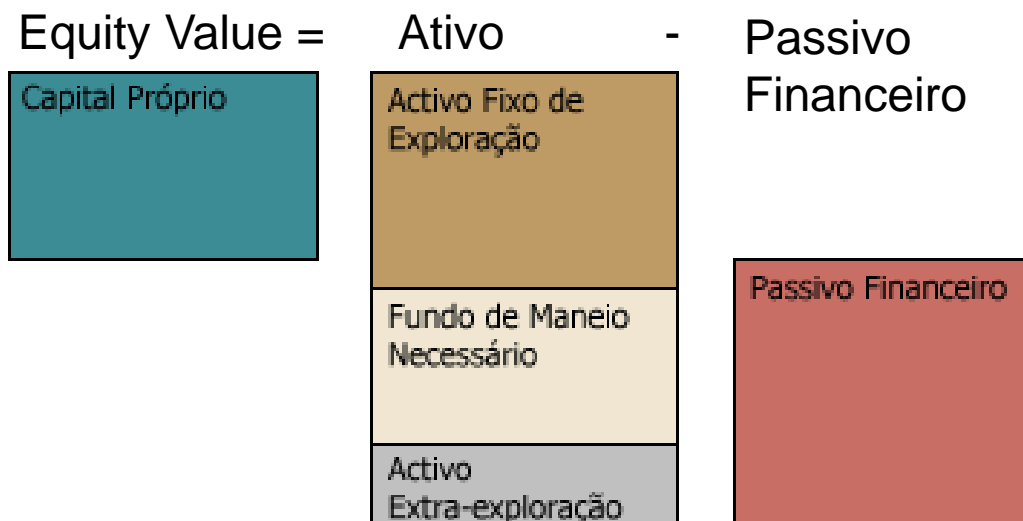 Equity Value = Ativo - Passivo
Financeiro
Capital Próprio
Activo Fixo de
Exploração
Fundo de Maneio
Necessário
Activo
Extra-exploração
Passivo Financeiro